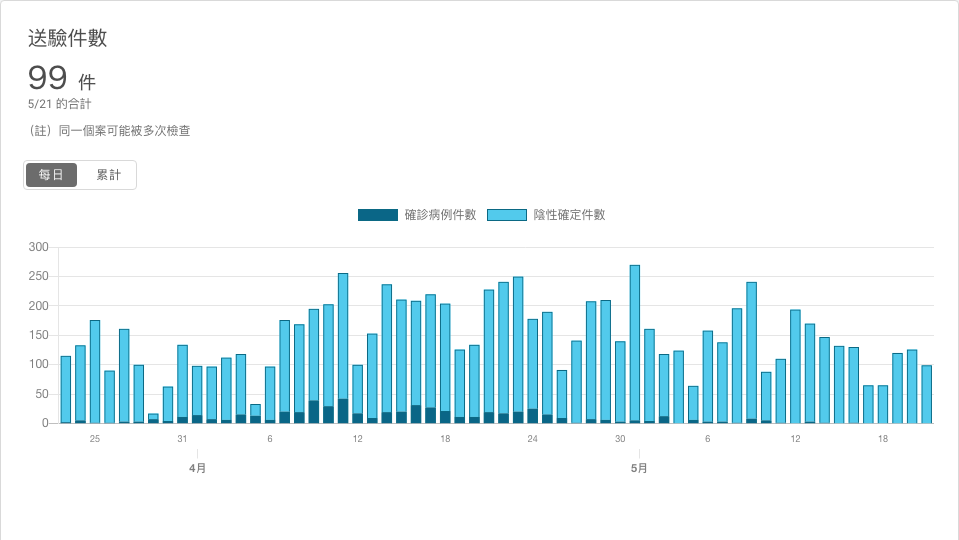 送驗件數
99 件
5/21 的合計
（註）同一個案可能被多次檢查
每日 累計
確診病例件數 陰性確定件數
300
250
200
150
100
50
0
25 31 6 12 18 24 30 6 12 18
4月 5月